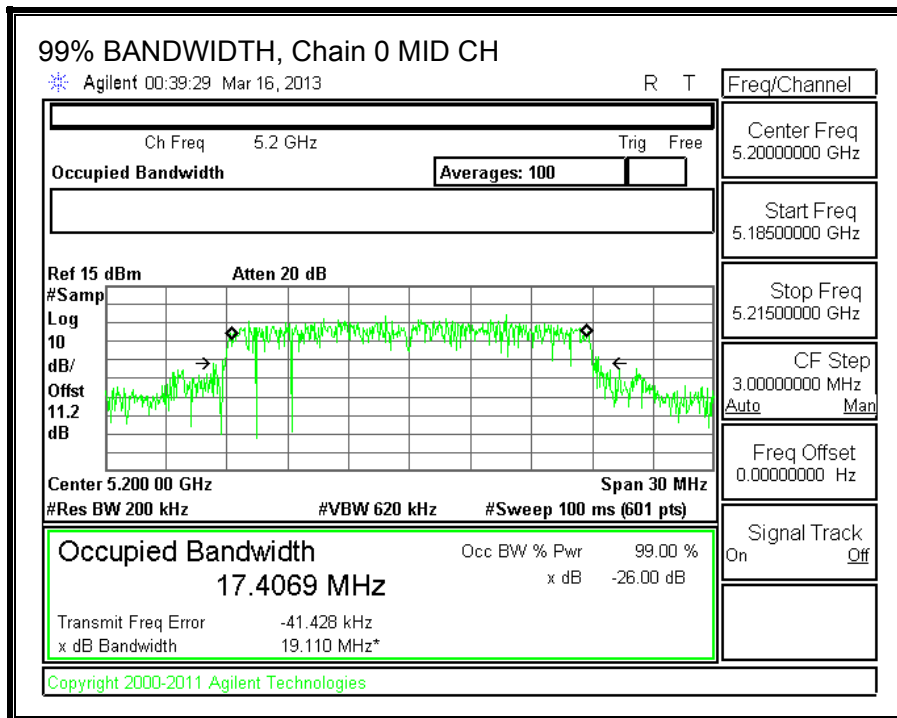 99% BANDWIDTH, Chain 0 MID CH
Agilent 00:39:29 Mar 16, 2013 R T
Freq/Channel
Ch Freq 5.2 GHz Trig Free
Occupied Bandwidth Averages: 100
Center Freq
5.20000000 GHz
Start Freq
5.18500000 GHz
Stop Freq
5.21500000 GHz
CF Step
3.00000000 MHz
Auto Man
Freq Offset
0.00000000 Hz
Signal Track
On Off
Ref 15 dBm Atten 20 dB
#Samp
Log
10
dB/
Offst
11.2
dB
Center 5.200 00 GHz Span 30 MHz
#Res BW 200 kHz #VBW 620 kHz #Sweep 100 ms (601 pts)
Occupied Bandwidth Occ BW % Pwr 99.00 %
17.4069 MHz x dB -26.00 dB
Transmit Freq Error -41.428 kHz
x dB Bandwidth 19.110 MHz*
Copyright 2000-2011 Agilent Technologies